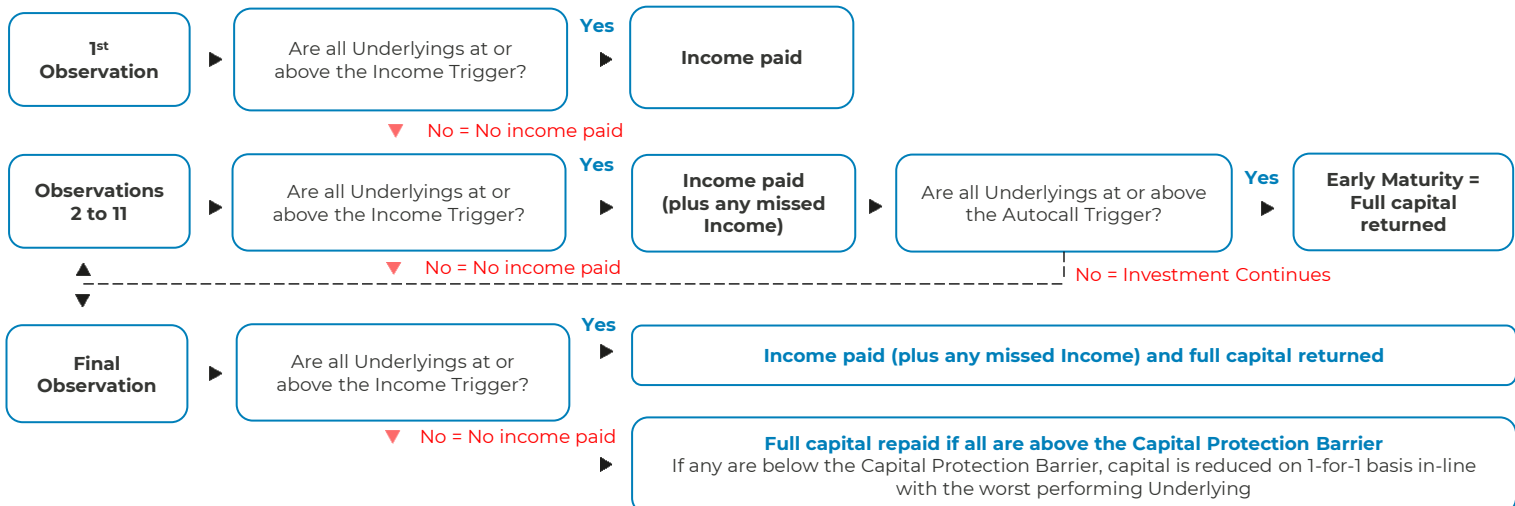 1st
Observation
Are all Underlyings at or
above the Income Trigger?
Yes
Income paid
No = No income paid
Observations
2 to 11
Are all Underlyings at or
above the Income Trigger?
Yes
Income paid
(plus any missed
Income)
Are all Underlyings at or above
the Autocall Trigger?
Yes
Early Maturity =
Full capital
returned
No = No income paid
No = Investment Continues
Final
Observation
Are all Underlyings at or
above the Income Trigger?
Yes
Income paid (plus any missed Income) and full capital returned
No = No income paid
Full capital repaid if all are above the Capital Protection Barrier
If any are below the Capital Protection Barrier, capital is reduced on 1-for-1 basis in-line
with the worst performing Underlying